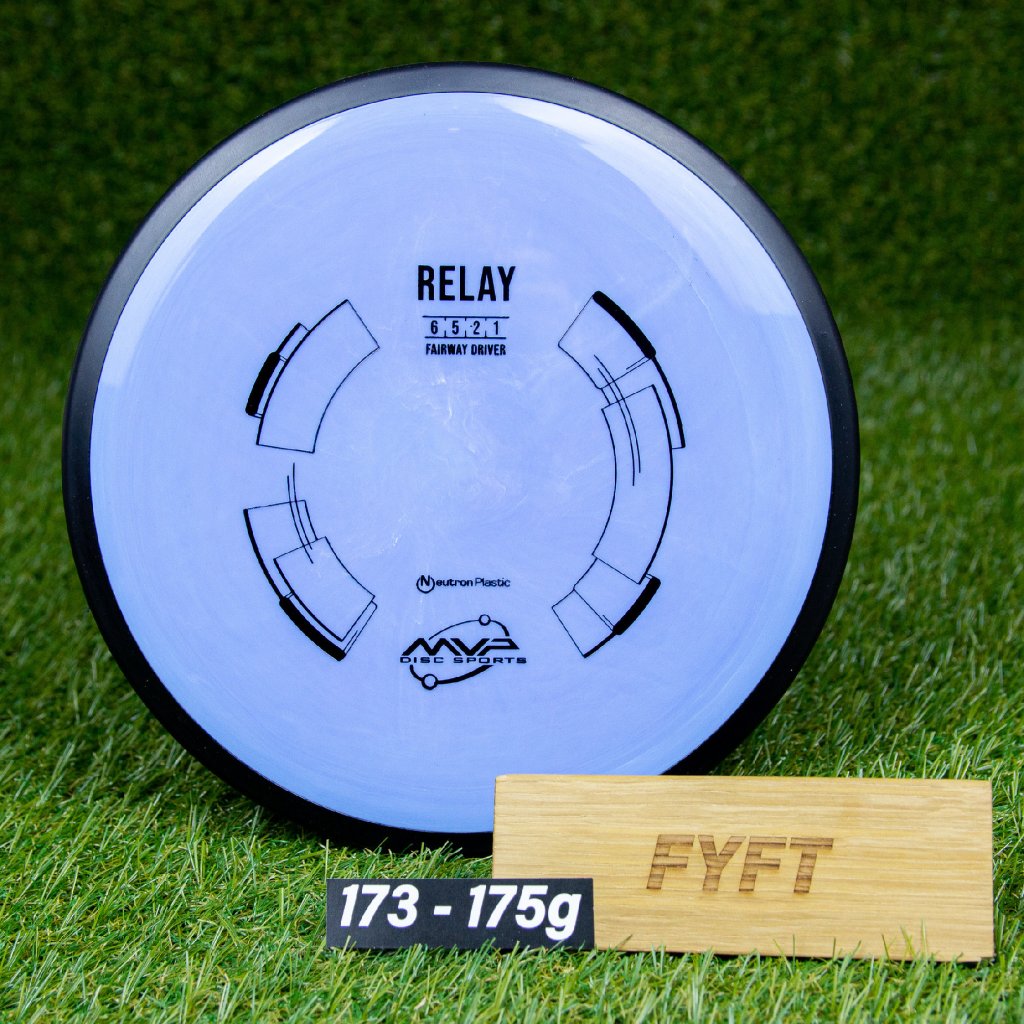 RELAY
6 5 2 1
FAIRWAY DRIVER
Neutron Plastic
MVP
DISC SPORTS
FYFT
173 - 175g